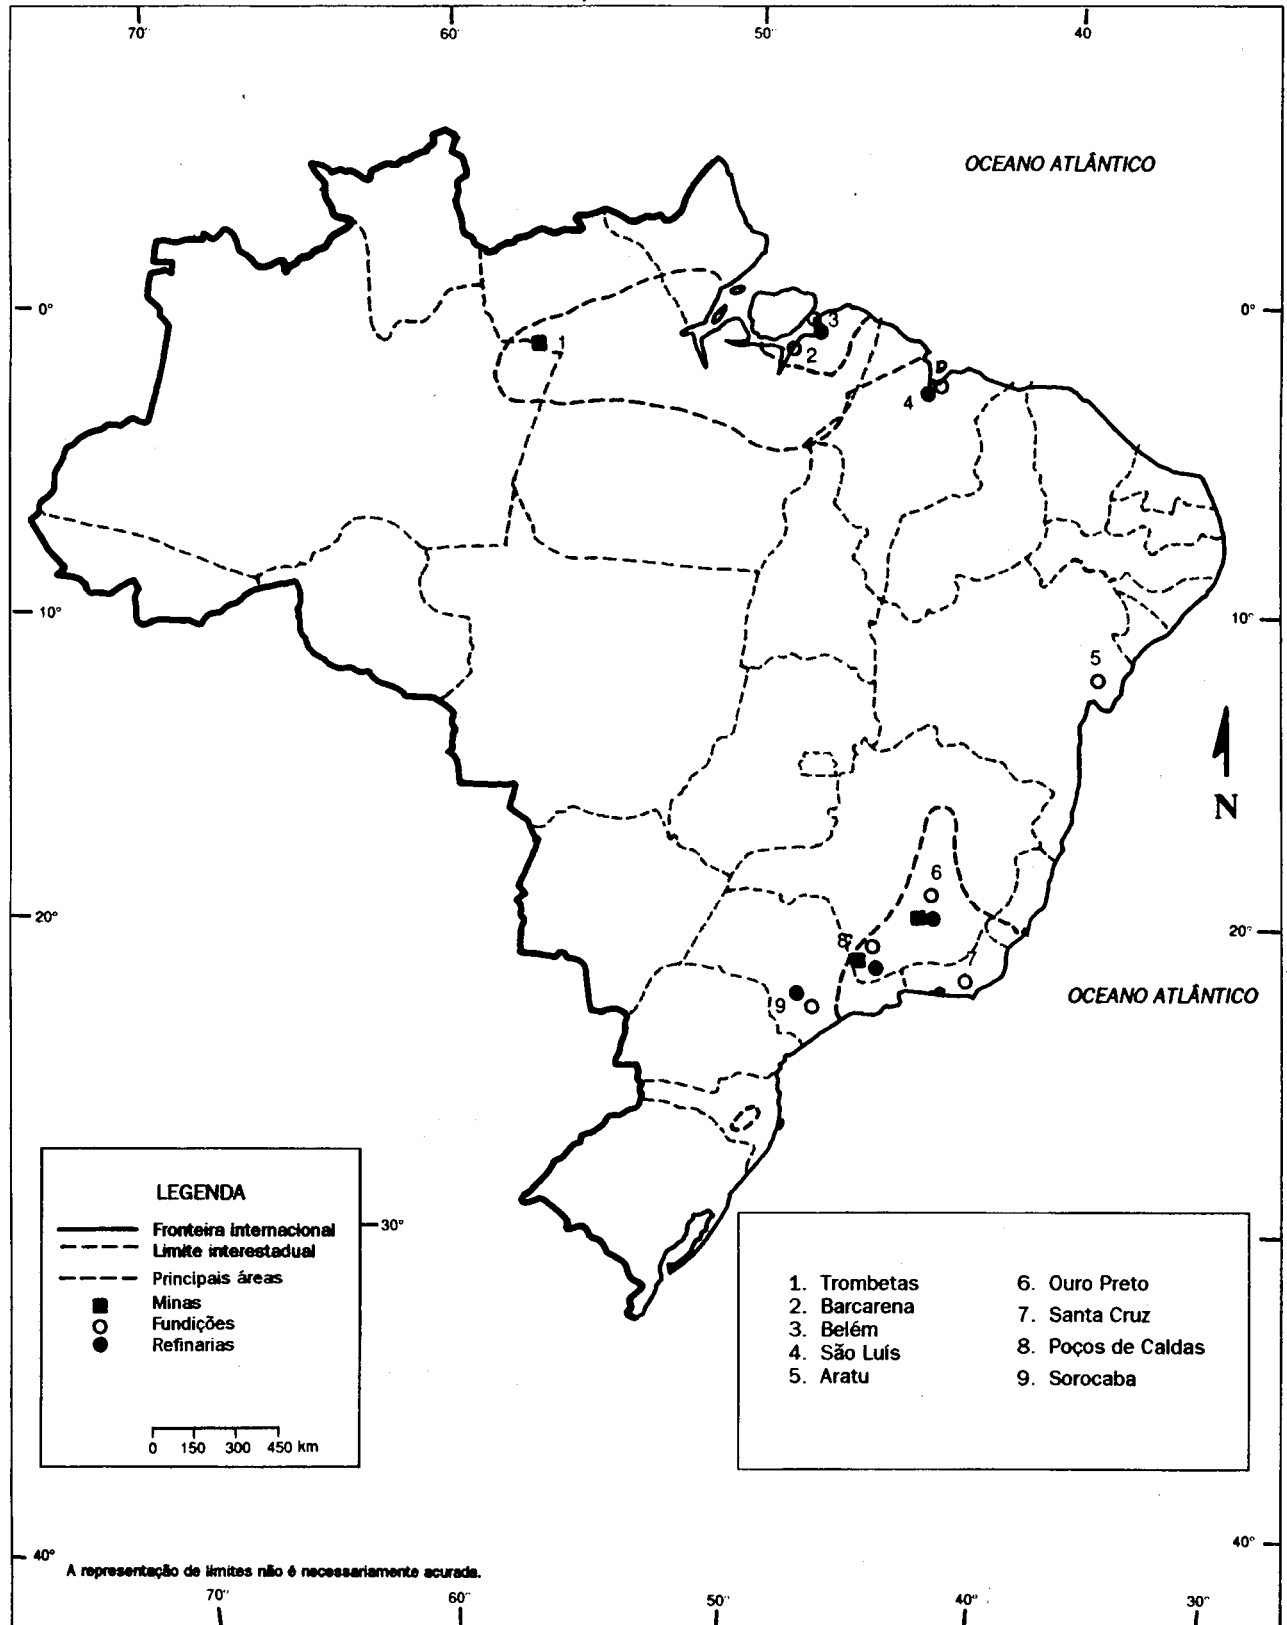 70° 60° 50° 40
OCEANO ATLÂNTICO
0° 0°
1
3
2
4
10° 10°
5
N
6
20° 20°
8
7
OCEANO ATLÂNTICO
9
LEGENDA
Fronteira internacional
Limite interestadual
Principais áreas
Minas
Fundições
Refinarias
0 150 300 450 km
30°
1. Trombetas
2. Barcarena
3. Belém
4. São Luís
5. Aratu
6. Ouro Preto
7. Santa Cruz
8. Poços de Caldas
9. Sorocaba
40° 40°
A representação de limites não é necessariamente acurada.
70° 60° 50° 40° 30°